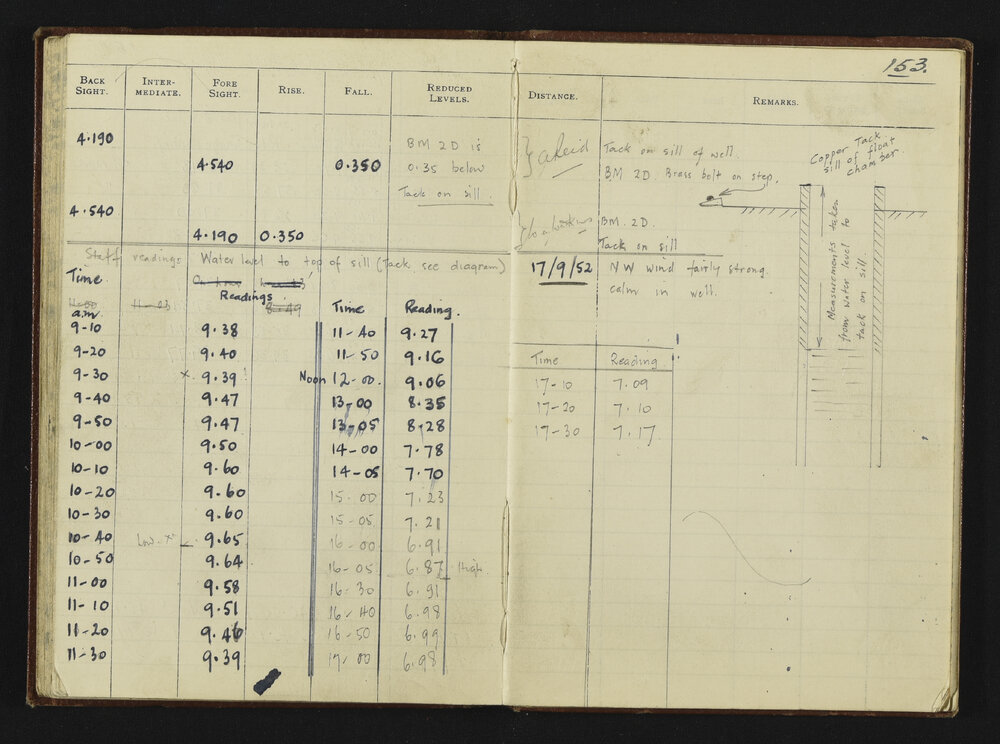 153.
BACK SIGHT. INTER-MEDIATE. FORE SIGHT. RISE. FALL. REDUCED LEVELS. DISTANCE. REMARKS.
4.190 BM 2D is
4.540 0.350 0.35 below
Tack on sill.
4.540
4.190 0.350
Tack on sill of well.
BM 2D Brass bolt on step.
BM. 2D.
Tack on sill
Copper Tack
sill of float
chamber.
Measurements taken
from water level to
tack on sill
Staff readings Water level to top of sill (Tack, see diagram)
17/9/52 NW wind fairly strong
calm in well.
Time Readings Time Reading.
11-23 8.49
a.m.
9-10 9.38 11-40 9.27
9-20 9.40 11-50 9.16
9-30 x 9.39 Noon 12-00 9.06
9-40 9.47 13-00 8.35
9-50 9.47 13-05 8.28
10-00 9.50 14-00 7.78
10-10 9.60 14-05 7.70
10-20 9.60 15.00 7.23
10-30 9.60 15-05 7.21
10-40 Low. x 9.65 16-00 6.91
10-50 9.64 16-05 6.87 High
11-00 9.58 16-30 6.91
11-10 9.51 16-40 6.98
11-20 9.46 16-50 6.99
11-30 9.39 17-00 6.98
Time Reading
17-10 7.09
17-20 7.10
17-30 7.17